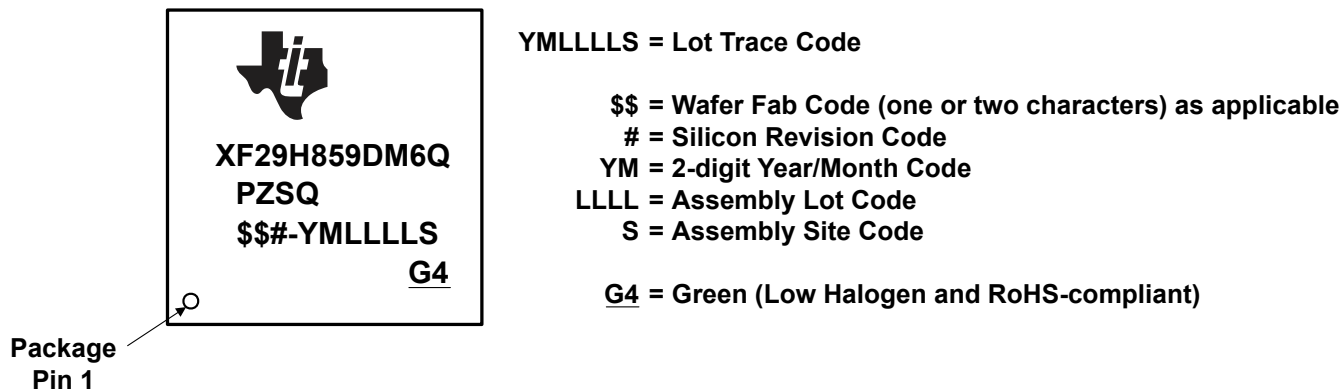 XF29H859DM6Q
PZSQ
$$#-YMLLLLS
G4
Package
Pin 1
YMLLLLS = Lot Trace Code
$$ = Wafer Fab Code (one or two characters) as applicable
# = Silicon Revision Code
YM = 2-digit Year/Month Code
LLLL = Assembly Lot Code
S = Assembly Site Code
G4 = Green (Low Halogen and RoHS-compliant)